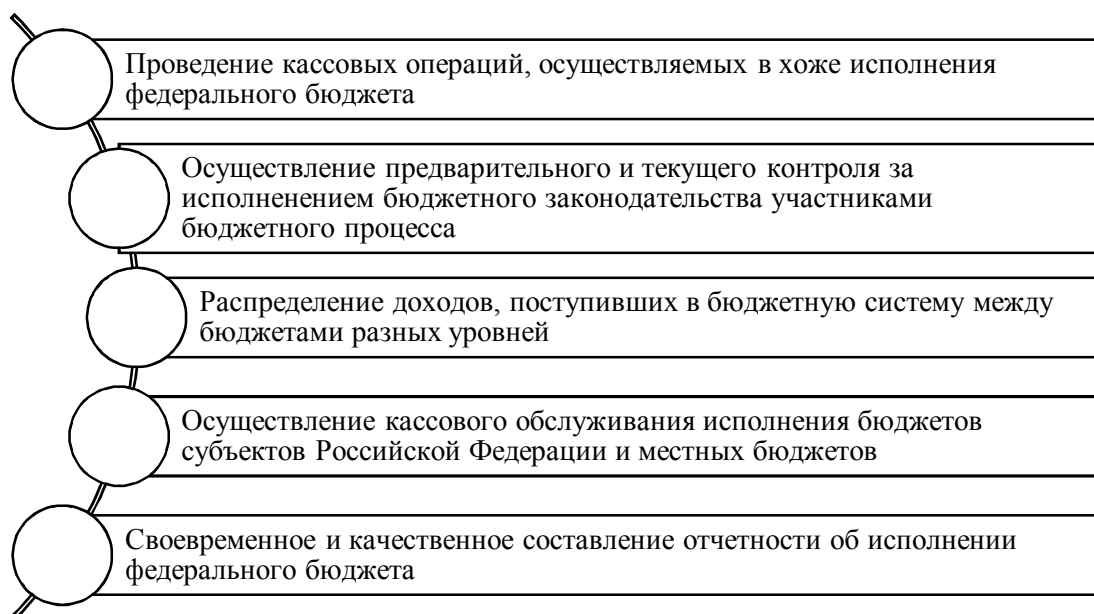 Проведение кассовых операций, осуществляемых в хоже исполнения
федерального бюджета
Осуществление предварительного и текущего контроля за
исполненением бюджетного законодательства участниками
бюджетного процесса
Распределение доходов, поступивших в бюджетную систему между
бюджетами разных уровней
Осуществление кассового обслуживания исполнения бюджетов
субъектов Российской Федерации и местных бюджетов
Своевременное и качественное составление отчетности об исполнении
федерального бюджета